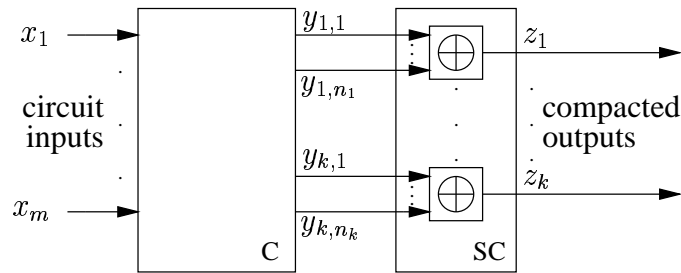 x₁
circuit
inputs
xₘ
C
y₁,₁
y₁,ₙ₁
yₖ,₁
yₖ,ₙₖ
SC
z₁
compacted
outputs
zₖ